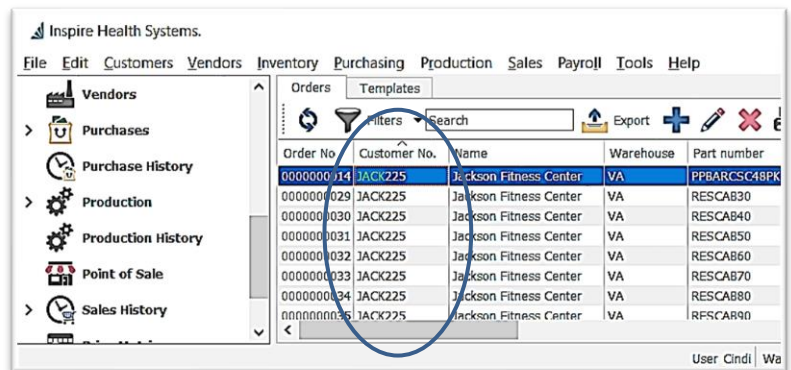 Inspire Health Systems.
File Edit Customers Vendors Inventory Purchasing Production Sales Payroll Tools Help
Vendors
Purchases
Purchase History
Production
Production History
Point of Sale
Sales History
Orders Templates
Filters Search Export
Order No Customer No. Name Warehouse Part number
0000000014 JACK225 Jackson Fitness Center VA PPBARCSC48PK
0000000029 JACK225 Jackson Fitness Center VA RESCAB30
0000000030 JACK225 Jackson Fitness Center VA RESCAB40
0000000031 JACK225 Jackson Fitness Center VA RESCAB50
0000000032 JACK225 Jackson Fitness Center VA RESCAB60
0000000033 JACK225 Jackson Fitness Center VA RESCAB70
0000000034 JACK225 Jackson Fitness Center VA RESCAB80
0000000035 JACK225 Jackson Fitness Center VA RESCAB90
User Cindi Wa